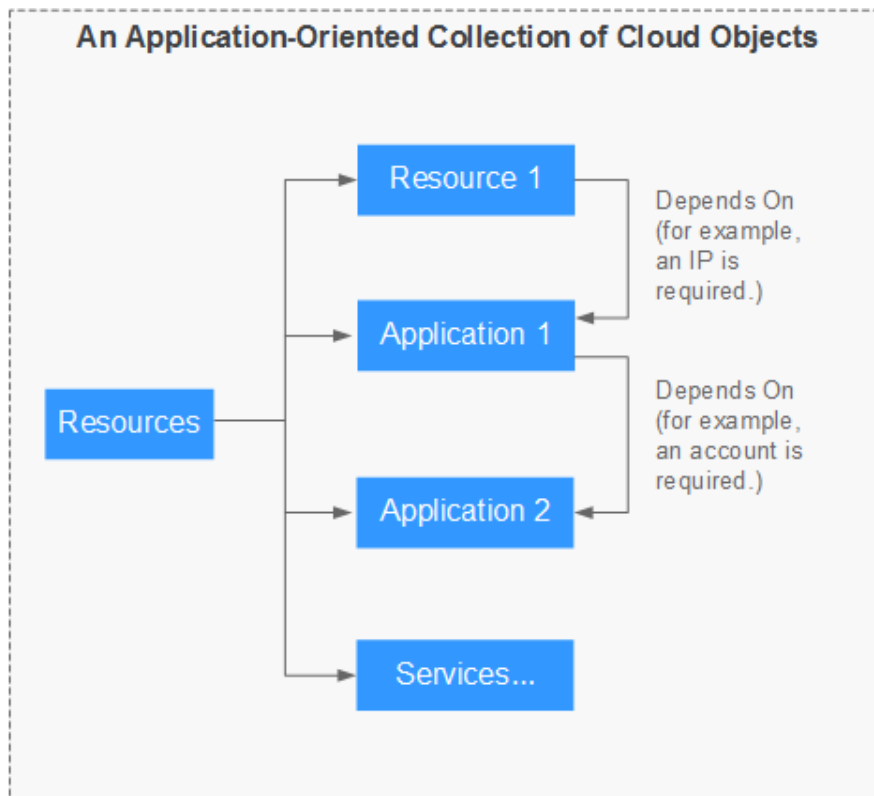 An Application-Oriented Collection of Cloud Objects
Resource 1
Depends On
(for example,
an IP is
required.)
Application 1
Resources
Depends On
(for example,
an account is
required.)
Application 2
Services...